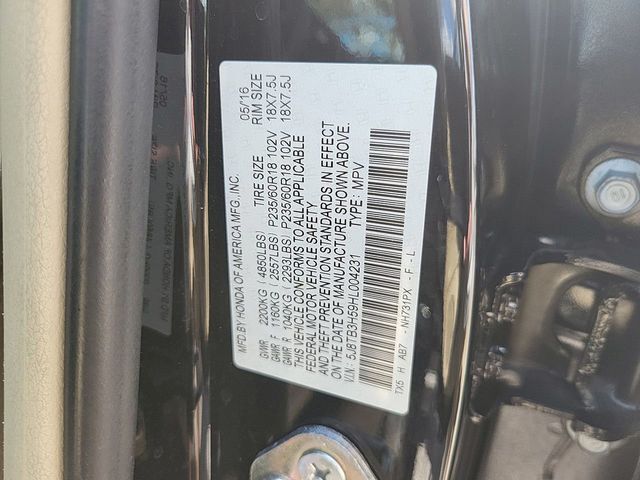 MFD.BY HONDA OF AMERICA MFG.,INC. 05/16
TIRE SIZE RIM SIZE
GVWR 2200KG( 4850LBS)
GAWR F 1160KG( 2557LBS) P235/60R18 102V 18X7.5J
GAWR R 1040KG( 2293LBS) P235/60R18 102V 18X7.5J
THIS VEHICLE CONFORMS TO ALL APPLICABLE
FEDERAL MOTOR VEHICLE SAFETY
AND THEFT PREVENTION STANDARDS IN EFFECT
ON THE DATE OF MANUFACTURE SHOWN ABOVE.
V.I.N.: 5J8TB3H59HL004231 TYPE: MPV
TX5 H AB7 - NH731PX - F - L